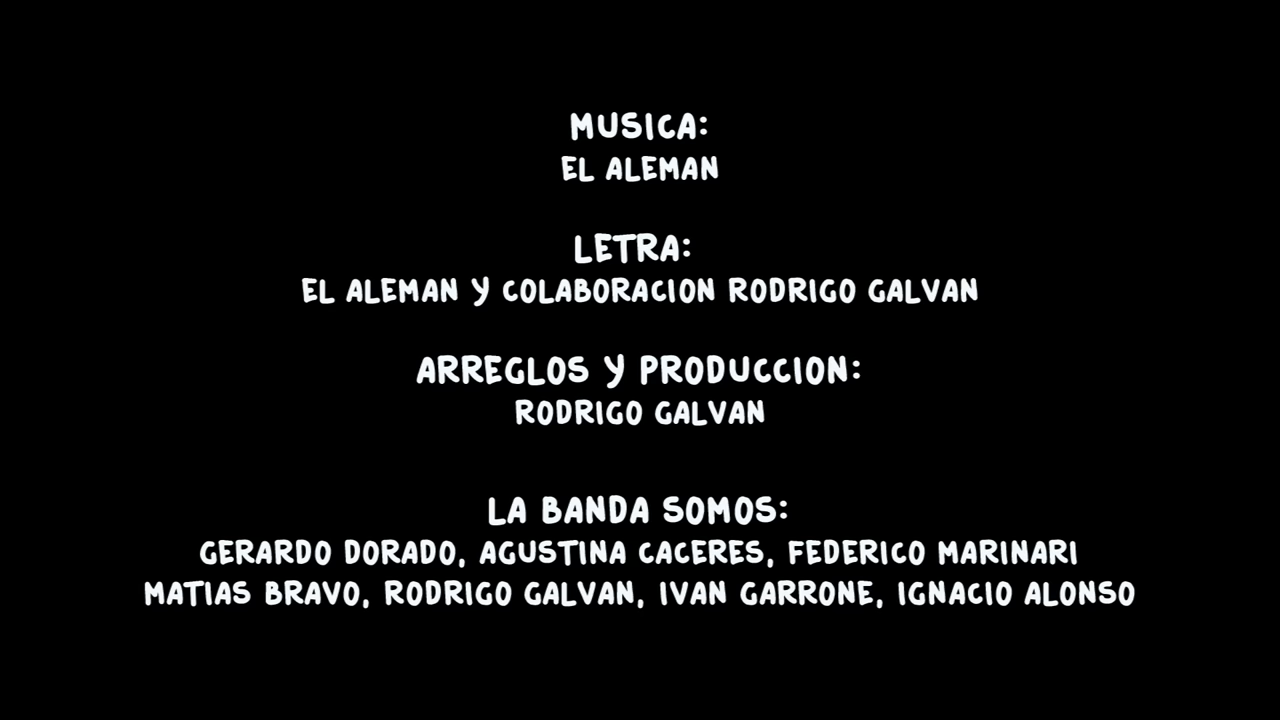 MUSICA:
EL ALEMAN
LETRA:
EL ALEMAN Y COLABORACION RODRIGO GALVAN
ARREGLOS Y PRODUCCION:
RODRIGO GALVAN
LA BANDA SOMOS:
GERARDO DORADO, AGUSTINA CACERES, FEDERICO MARINARI
MATIAS BRAVO, RODRIGO GALVAN, IVAN GARRONE, IGNACIO ALONSO